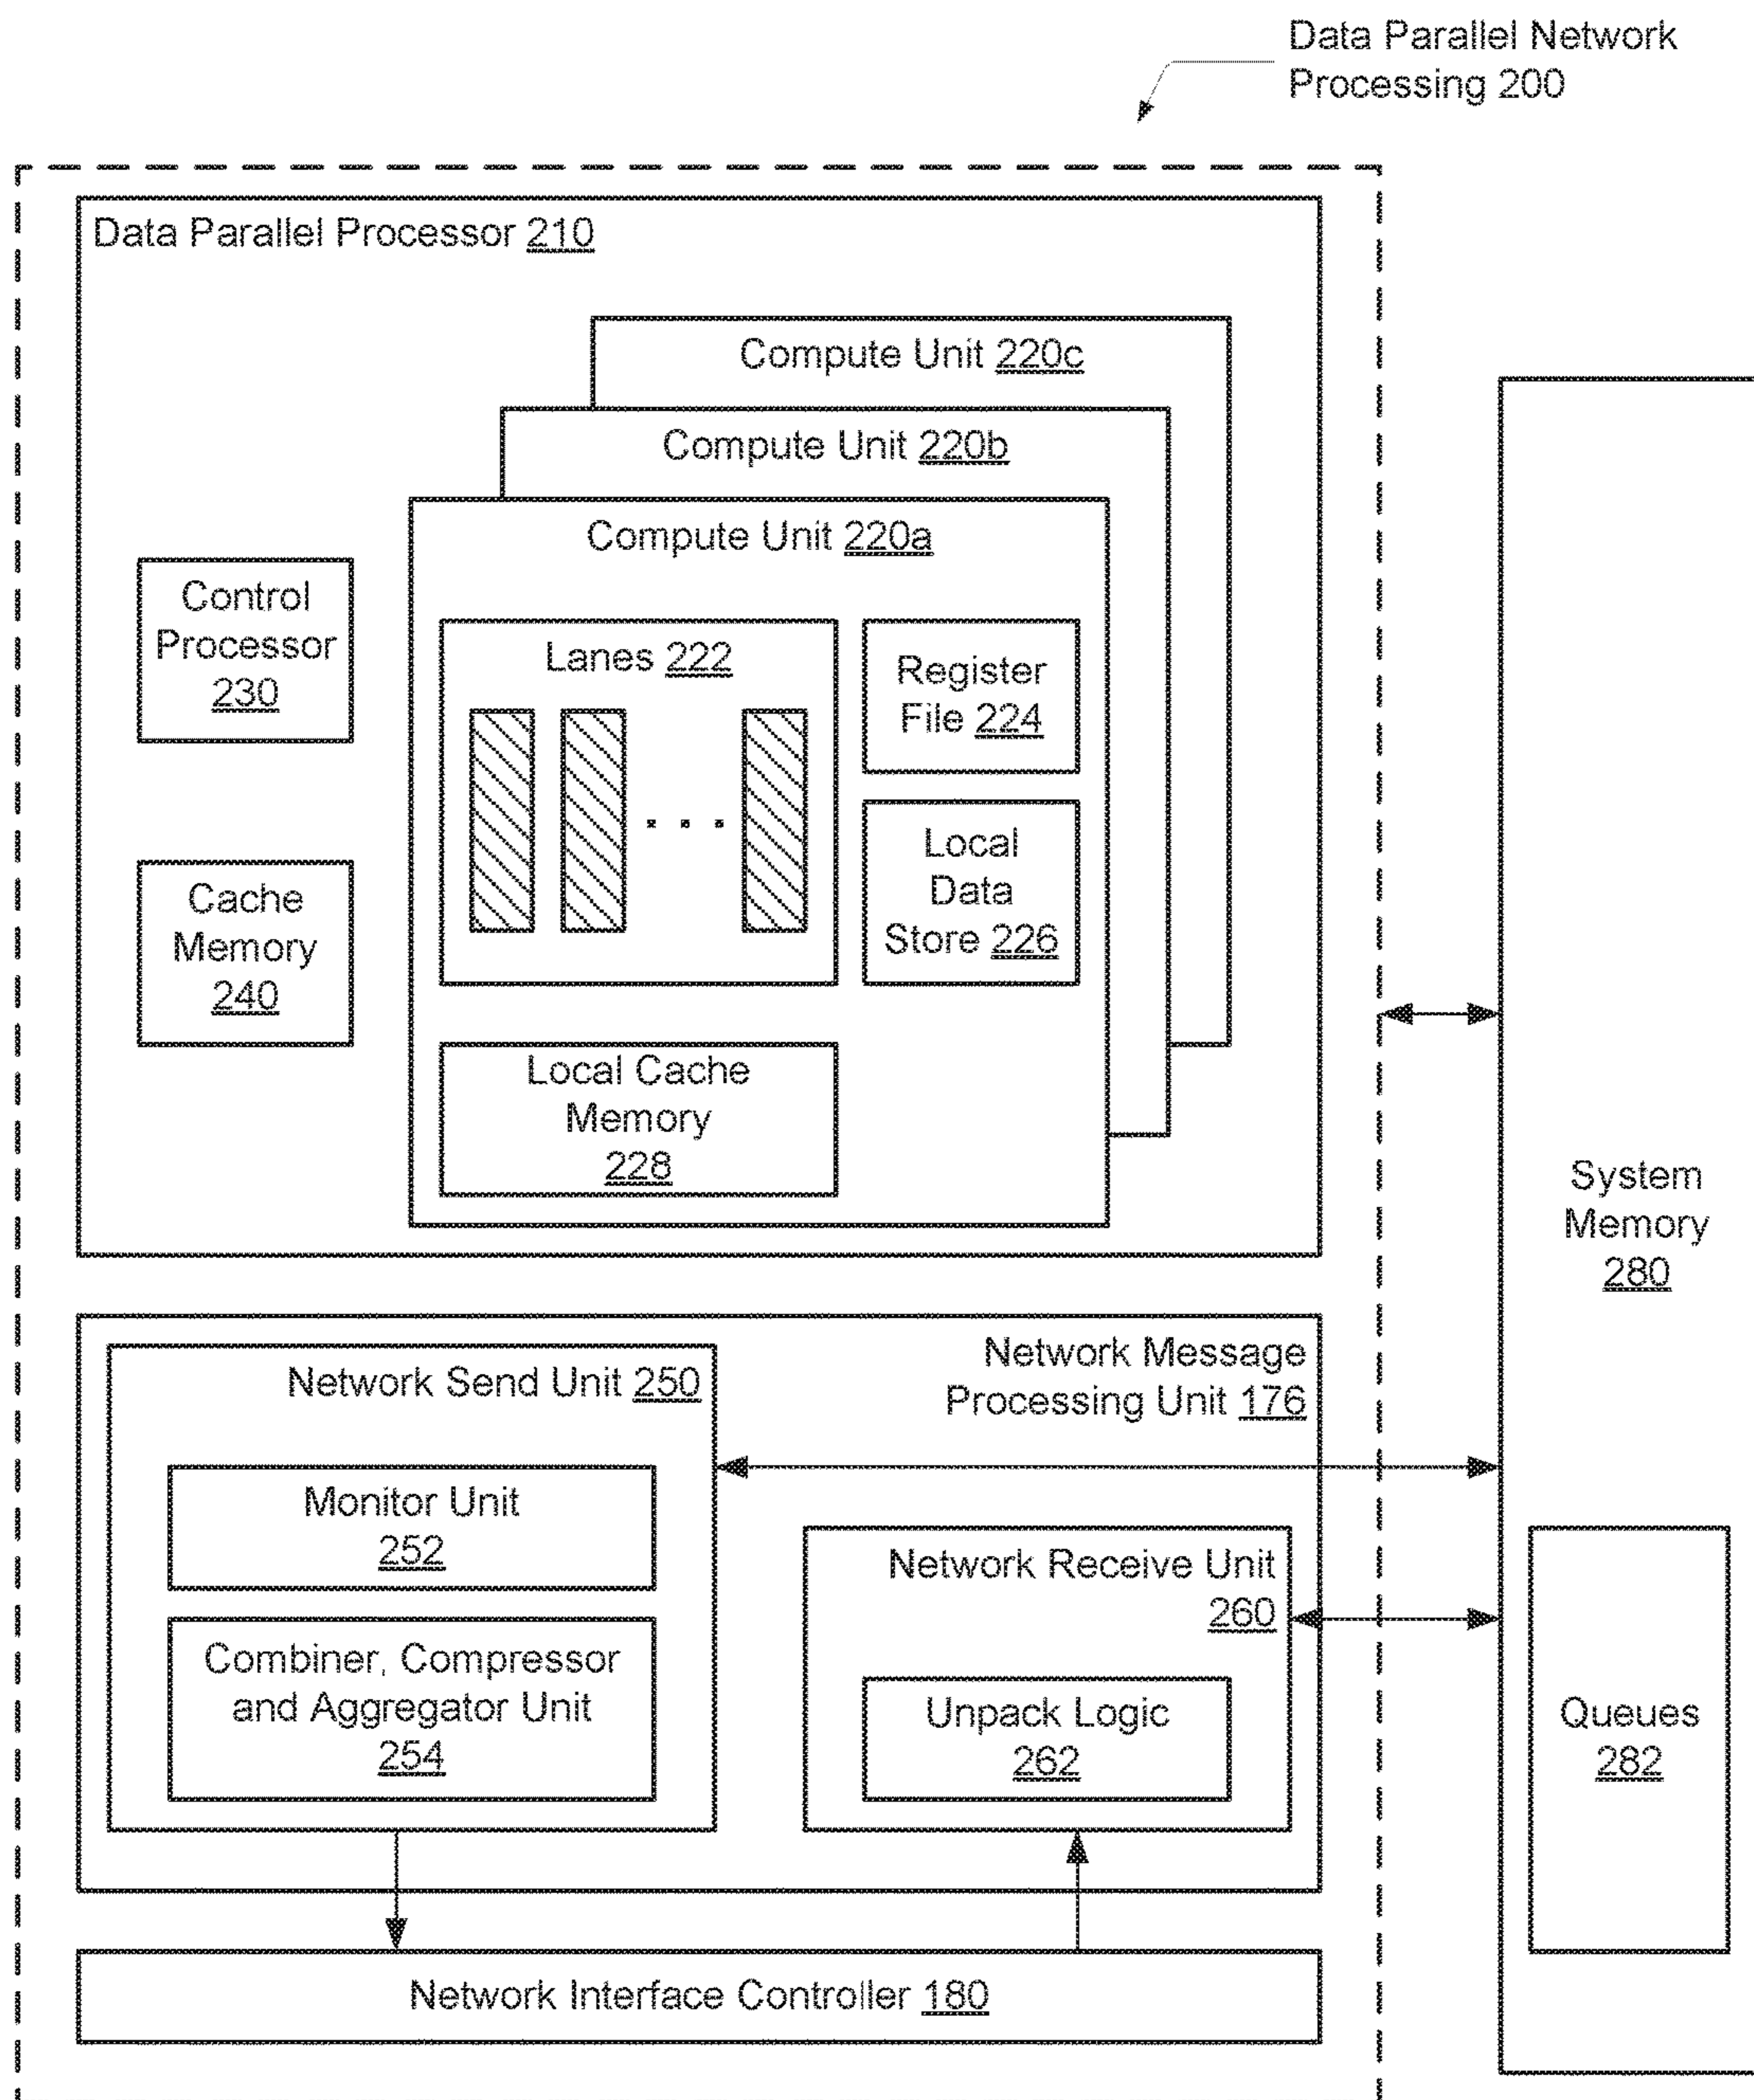 Data Parallel Network
Processing 200
Data Parallel Processor 210
Compute Unit 220c
Compute Unit 220b
Compute Unit 220a
Control
Processor
230
Lanes 222
Register
File 224
Cache
Memory
240
Local
Data
Store 226
Local Cache
Memory
228
System
Memory
280
Network Message
Processing Unit 176
Network Send Unit 250
Monitor Unit
252
Combiner, Compressor
and Aggregator Unit
254
Network Receive Unit
260
Unpack Logic
262
Queues
282
Network Interface Controller 180